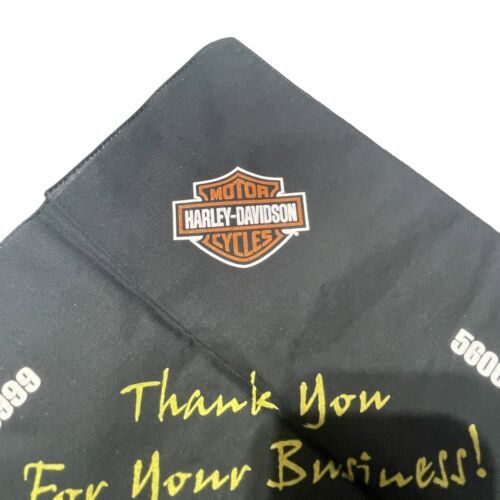 MOTOR
HARLEY-DAVIDSON
CYCLES
Thank You
For Your Business!